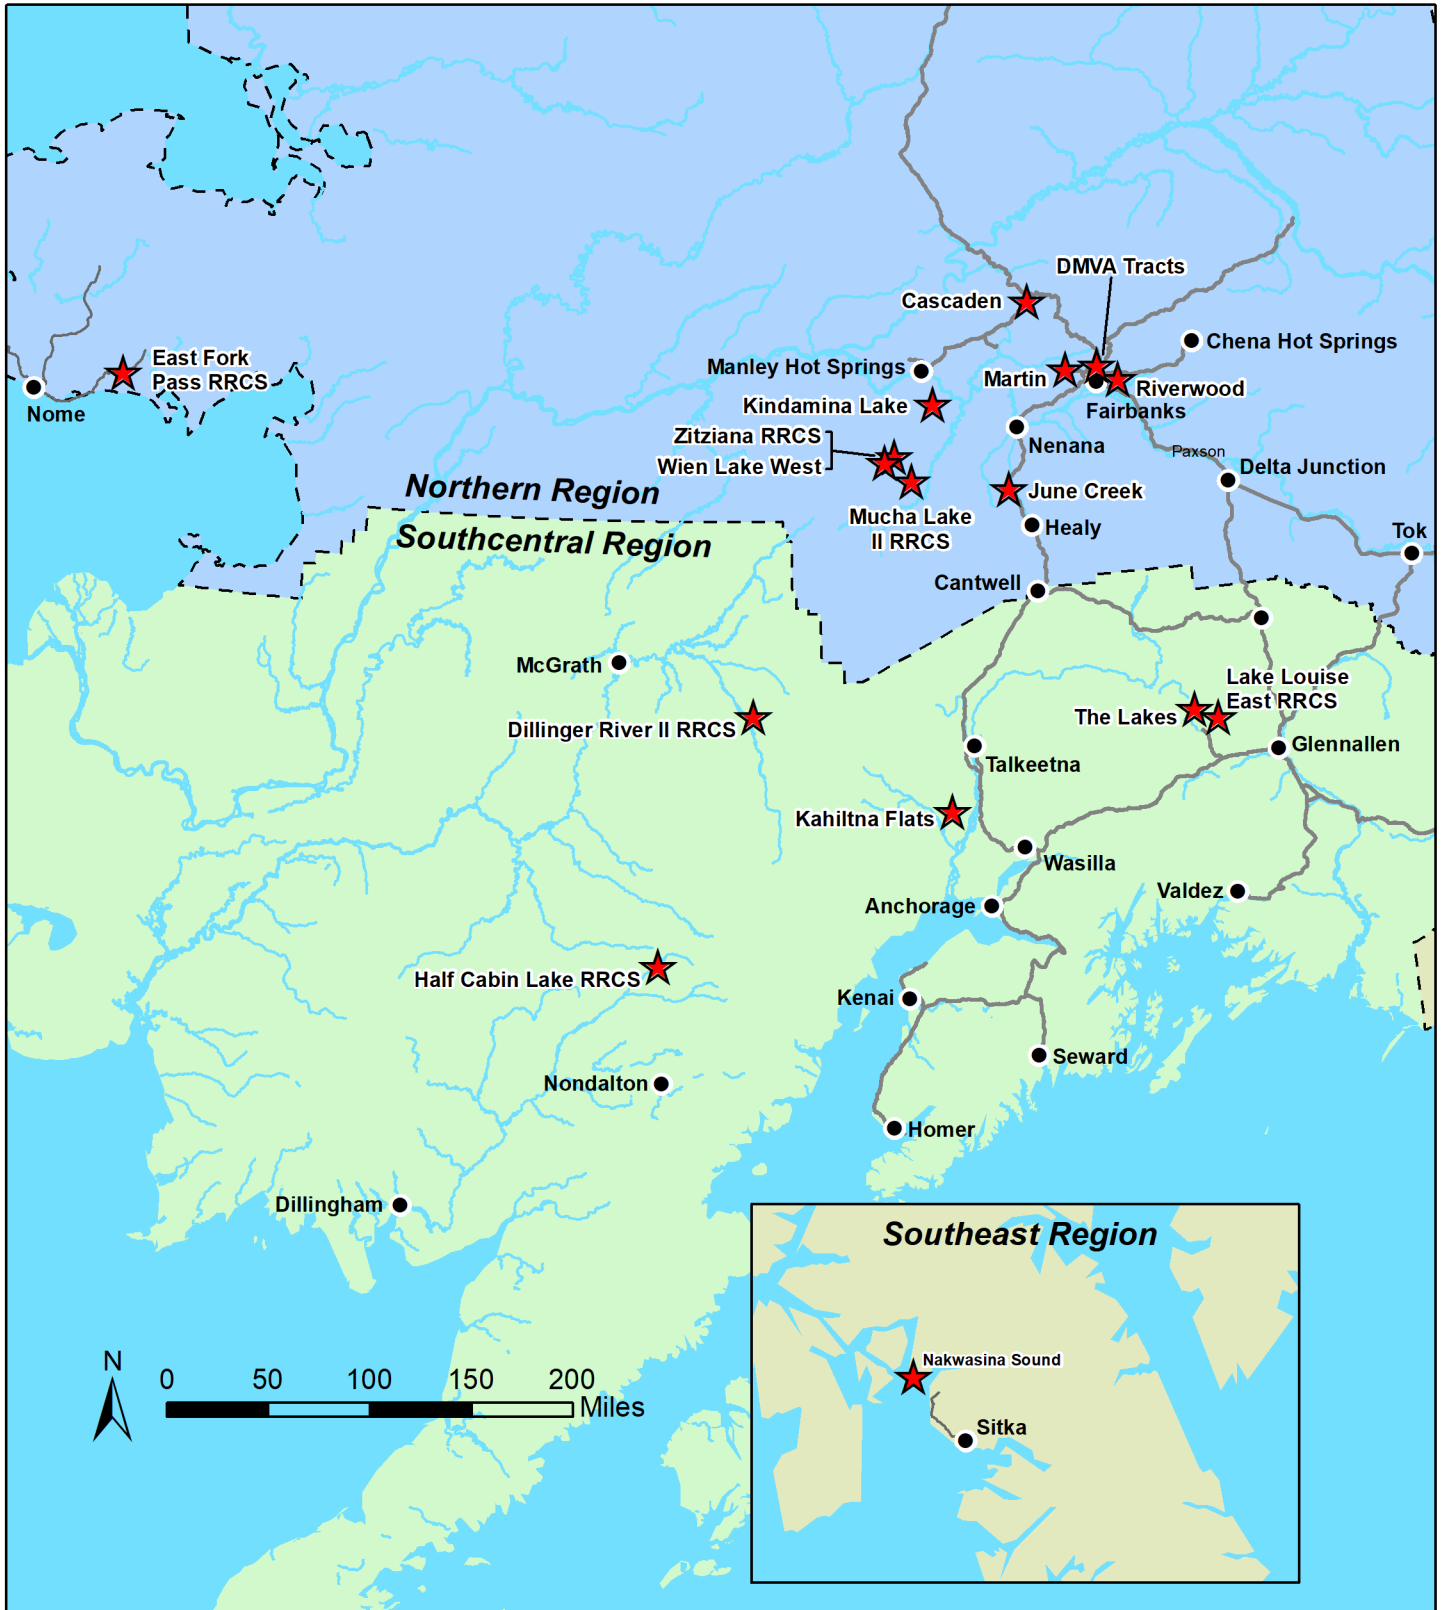 DMVA Tracts
Cascaden
Chena Hot Springs
East Fork
Pass RRCS
Manley Hot Springs
Martin
Riverwood
Nome
Kindamina Lake
Fairbanks
Zitziana RRCS
Nenana
Paxson
Wien Lake West
Delta Junction
Northern Region
June Creek
Mucha Lake
II RRCS
Healy
Tok
Southcentral Region
Cantwell
McGrath
Lake Louise
East RRCS
The Lakes
Dillinger River II RRCS
Glennallen
Talkeetna
Kahiltna Flats
Wasilla
Valdez
Anchorage
Half Cabin Lake RRCS
Kenai
Seward
Nondalton
Homer
Dillingham
Southeast Region
Nakwasina Sound
Sitka
N
0 50 100 150 200
Miles